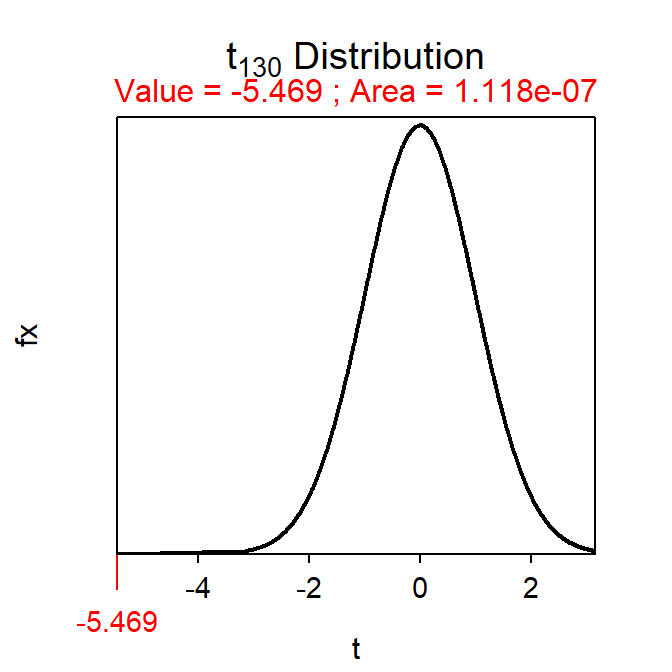 t130 Distribution
Value = -5.469 ; Area = 1.118e-07
fx
-4 -2 0 2
-5.469
t